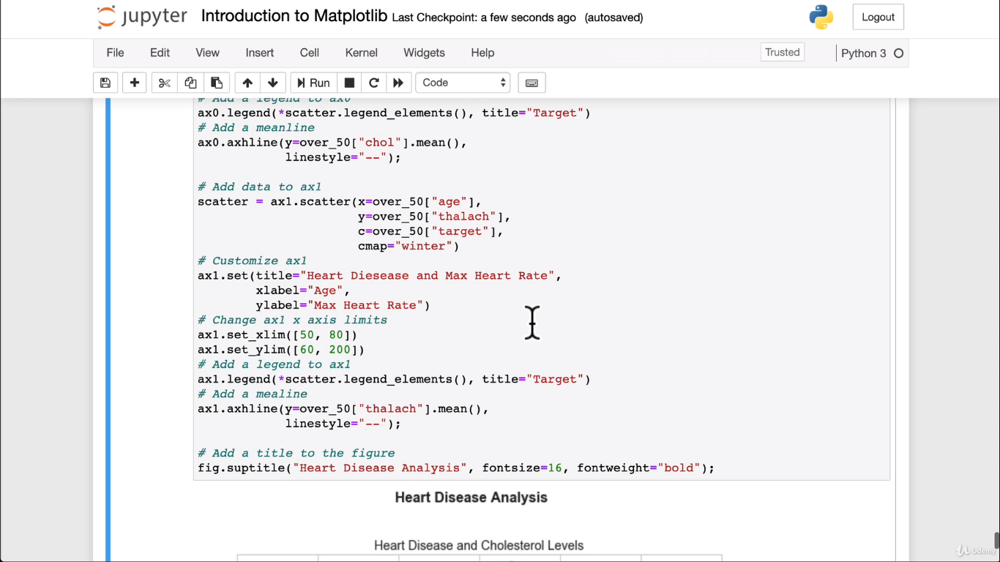 jupyter Introduction to Matplotlib Last Checkpoint: a few seconds ago (autosaved) Logout
File Edit View Insert Cell Kernel Widgets Help Trusted Python 3
Run Code
# Add a legend to ax0
ax0.legend(*scatter.legend_elements(), title="Target")
# Add a meanline
ax0.axhline(y=over_50["chol"].mean(),
linestyle="--");
# Add data to ax1
scatter = ax1.scatter(x=over_50["age"],
y=over_50["thalach"],
c=over_50["target"],
cmap="winter")
# Customize ax1
ax1.set(title="Heart Diesease and Max Heart Rate",
xlabel="Age",
ylabel="Max Heart Rate")
# Change ax1 x axis limits
ax1.set_xlim([50, 80])
ax1.set_ylim([60, 200])
# Add a legend to ax1
ax1.legend(*scatter.legend_elements(), title="Target")
# Add a mealine
ax1.axhline(y=over_50["thalach"].mean(),
linestyle="--");
# Add a title to the figure
fig.suptitle("Heart Disease Analysis", fontsize=16, fontweight="bold");
Heart Disease Analysis
Heart Disease and Cholesterol Levels
Udemy